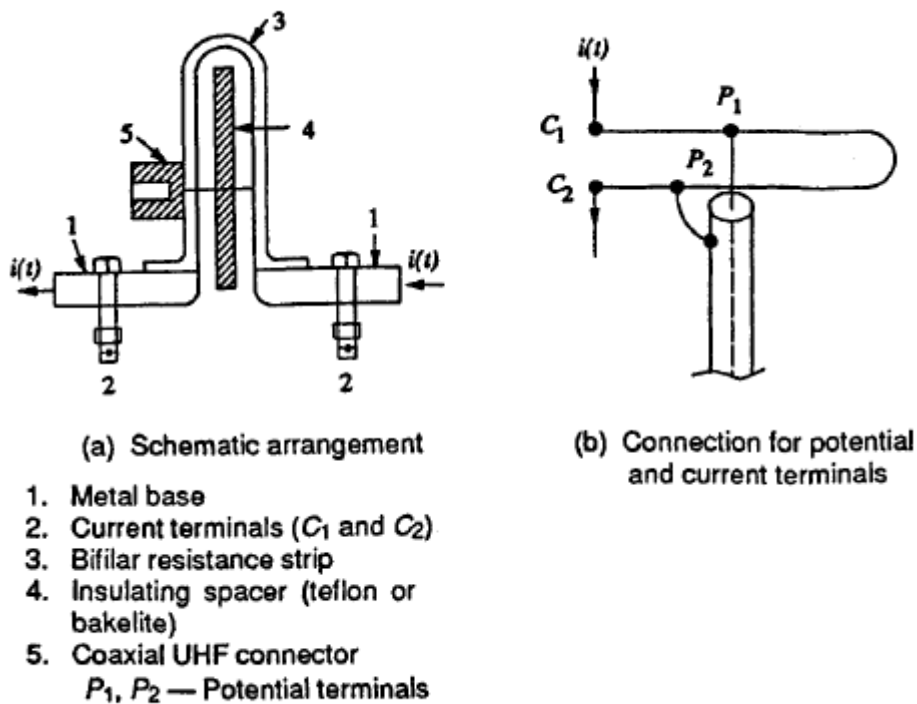 3
4
5
1
1
i(t)
i(t)
2
2
(a) Schematic arrangement
1. Metal base
2. Current terminals (C1 and C2)
3. Bifilar resistance strip
4. Insulating spacer (teflon or
bakelite)
5. Coaxial UHF connector
P1, P2 — Potential terminals
i(t)
P1
C1
P2
C2
(b) Connection for potential
and current terminals